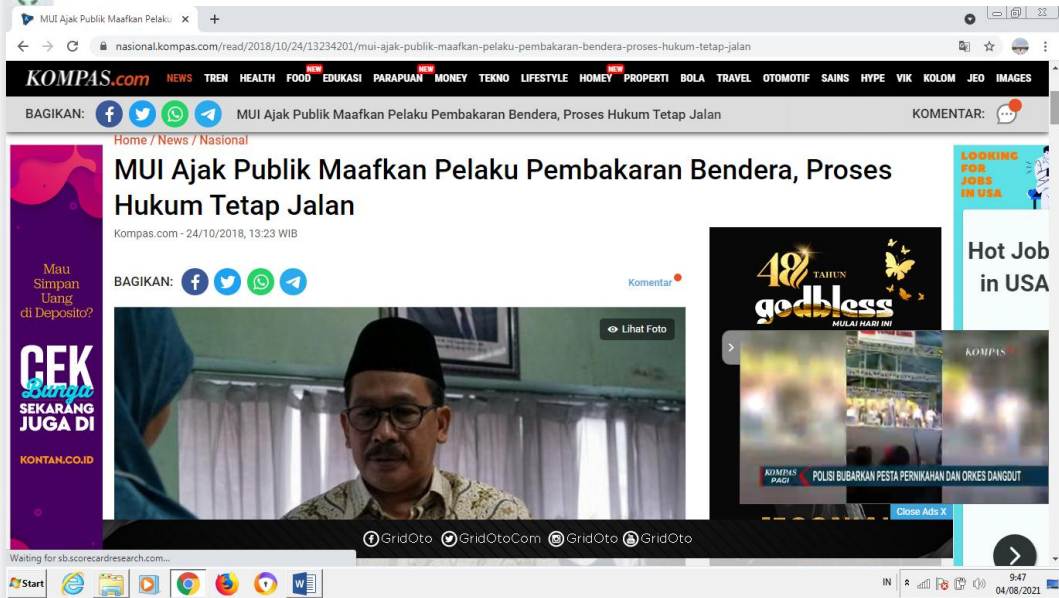 MUI Ajak Publik Maafkan Pelaku
nasional.kompas.com/read/2018/10/24/13234201/mui-ajak-publik-maafkan-pelaku-pembakaran-bendera-proses-hukum-tetap-jalan
KOMPAS.com NEWS TREN HEALTH FOOD NEW EDUKASI PARAPUAN NEW MONEY TEKNO LIFESTYLE HOMEY NEW PROPERTI BOLA TRAVEL OTOMOTIF SAINS HYPE VIK KOLOM JEO IMAGES
BAGIKAN: MUI Ajak Publik Maafkan Pelaku Pembakaran Bendera, Proses Hukum Tetap Jalan KOMENTAR:
Home / News / Nasional
MUI Ajak Publik Maafkan Pelaku Pembakaran Bendera, Proses
Hukum Tetap Jalan
Kompas.com - 24/10/2018, 13:23 WIB
BAGIKAN:
Komentar
Lihat Foto
Mau
Simpan
Uang
di Deposito?
CEK
Bunga
SEKARANG
JUGA DI
KONTAN.CO.ID
48 TAHUN
godbless
MULAI HARI INI
LOOKING
FOR
JOBS
IN USA
Hot Job
in USA
KOMPAS
KOMPAS
PAGI
POLISI BUBARKAN PESTA PERNIKAHAN DAN ORKES DANGDUT
Close Ads X
GridOto GridOtoCom GridOto GridOto
Waiting for sb.scorecardresearch.com...
Start
IN
9:47
04/08/2021